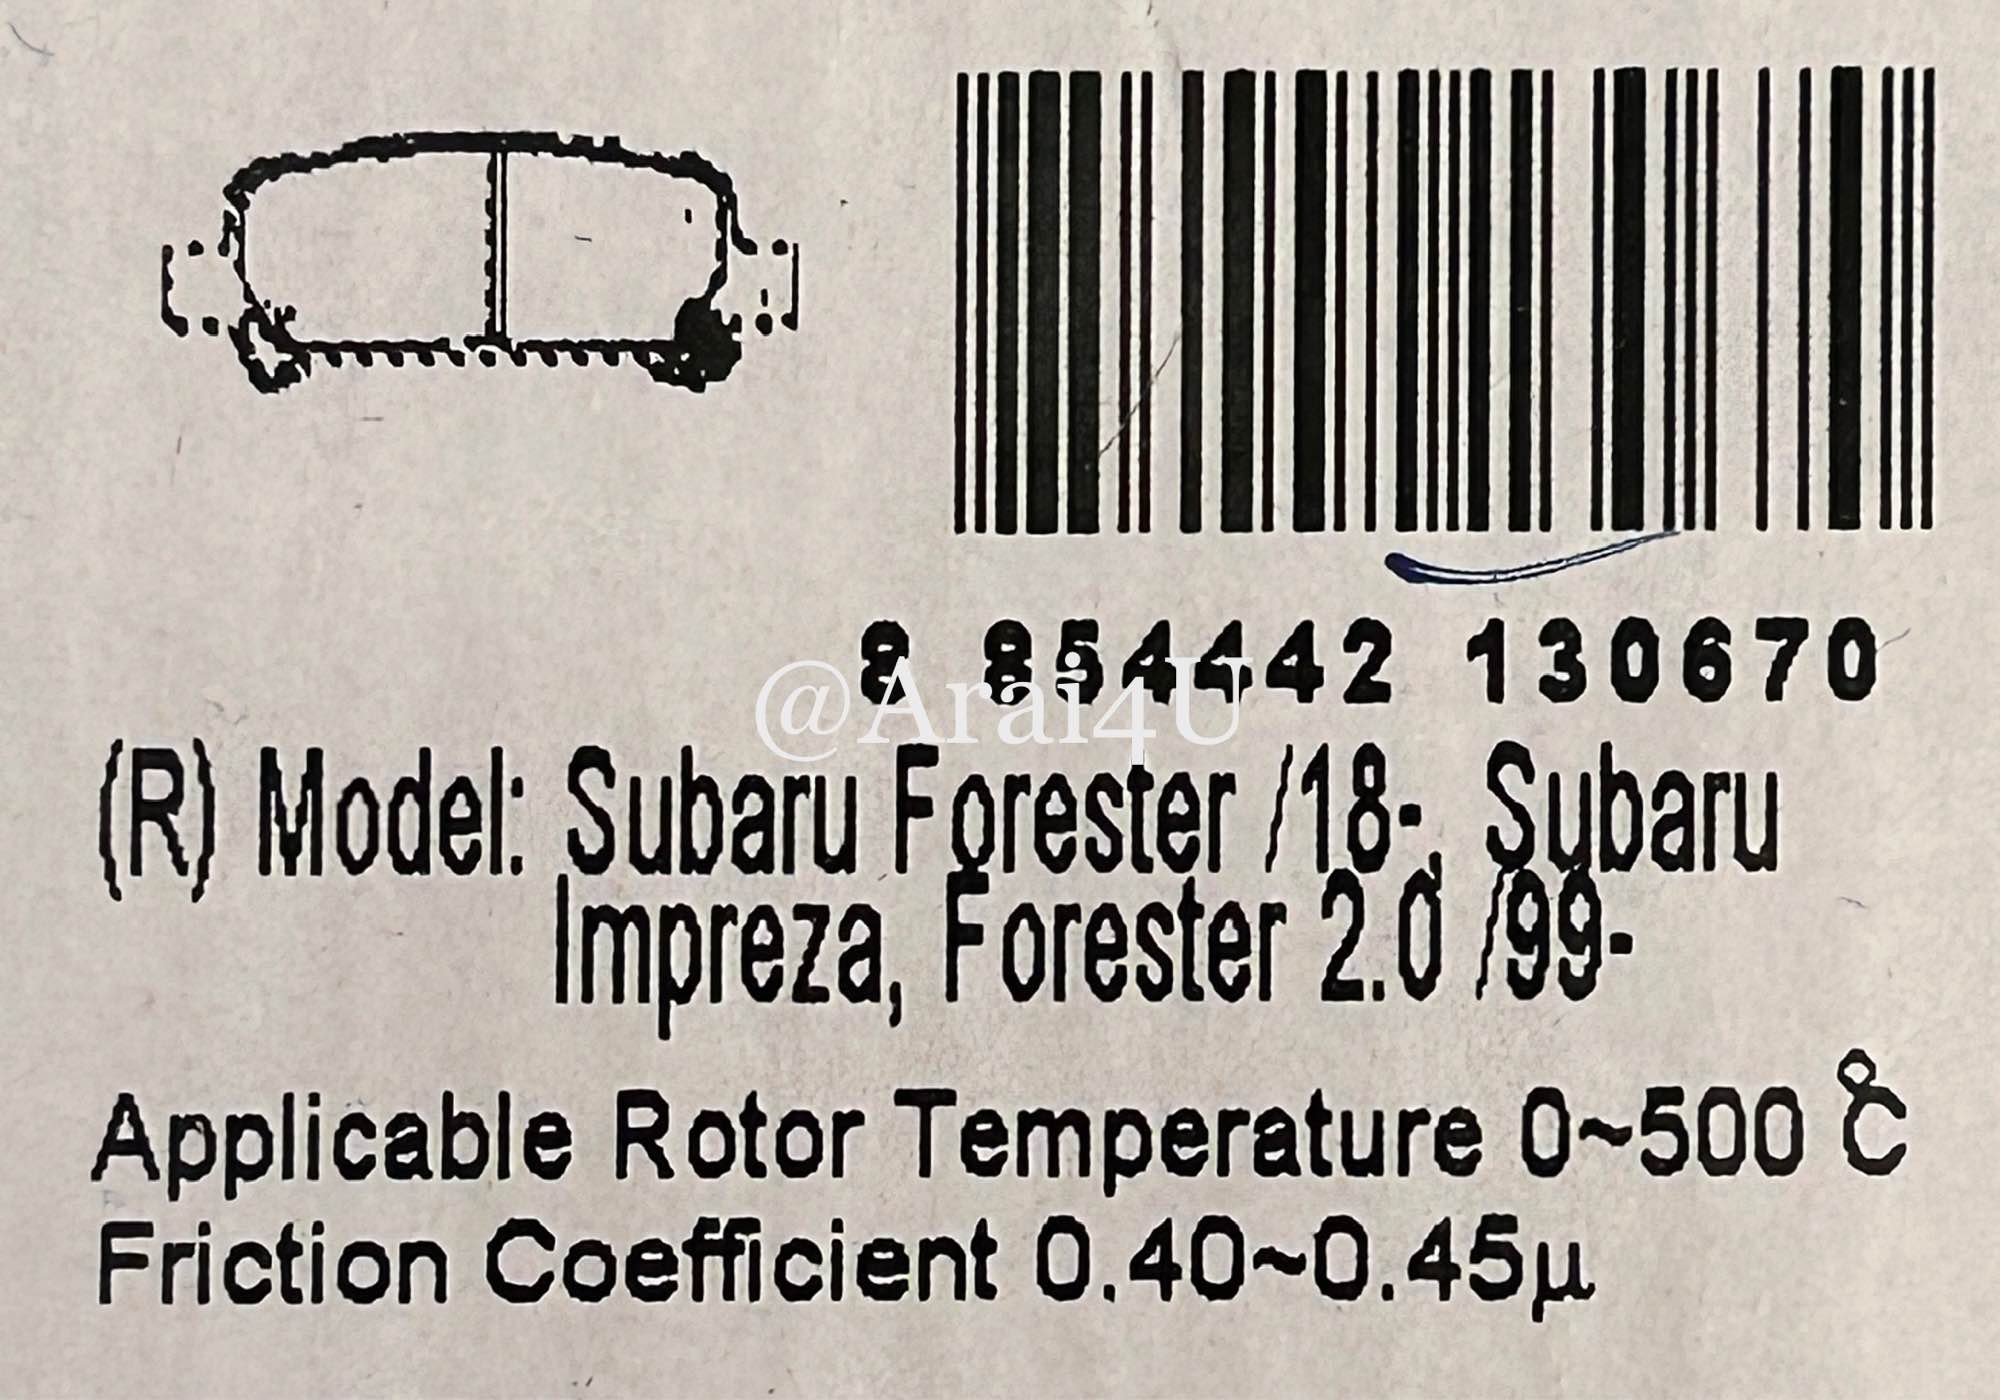 8 854442 130670
@Arai4U
(R) Model: Subaru Forester /18-, Subaru
Impreza, Forester 2.0 /99-
Applicable Rotor Temperature 0~500 °C
Friction Coefficient 0.40~0.45µ